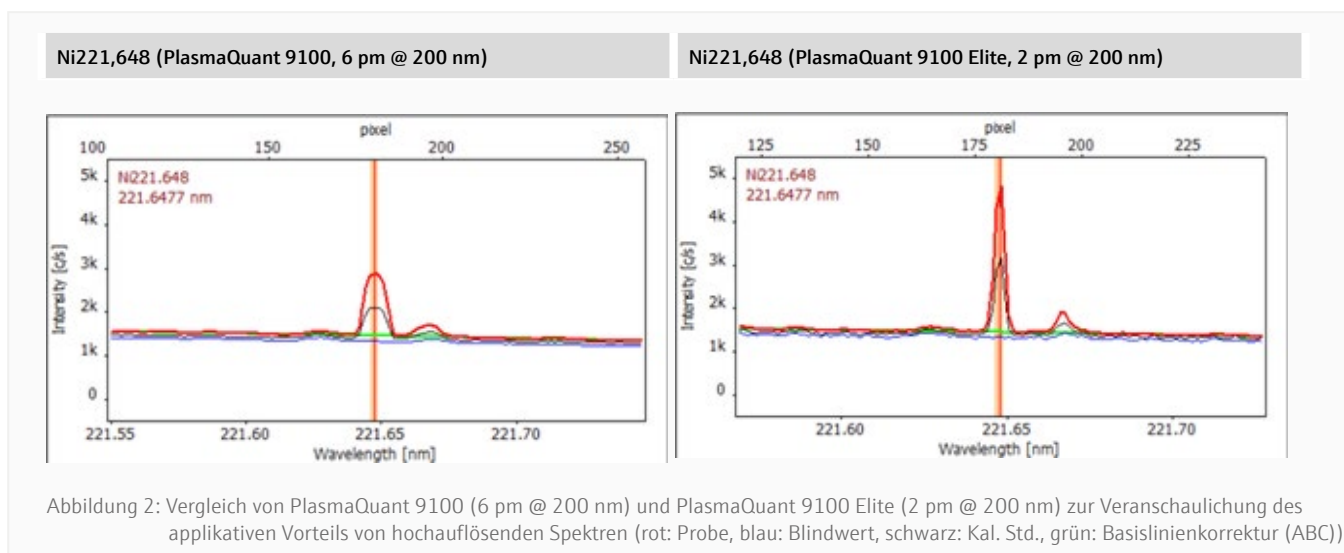 Ni221,648 (PlasmaQuant 9100, 6 pm @ 200 nm)
Ni221,648 (PlasmaQuant 9100 Elite, 2 pm @ 200 nm)
pixel
100 150 200 250
Ni221.648
221.6477 nm
5k
4k
3k
2k
1k
0
Intensity [c/s]
221.55 221.60 221.65 221.70
Wavelength [nm]
pixel
125 150 175 200 225
Ni221.648
221.6477 nm
5k
4k
3k
2k
1k
0
Intensity [c/s]
221.60 221.65 221.70
Wavelength [nm]
Abbildung 2: Vergleich von PlasmaQuant 9100 (6 pm @ 200 nm) und PlasmaQuant 9100 Elite (2 pm @ 200 nm) zur Veranschaulichung des
applikativen Vorteils von hochauflösenden Spektren (rot: Probe, blau: Blindwert, schwarz: Kal. Std., grün: Basislinienkorrektur (ABC))